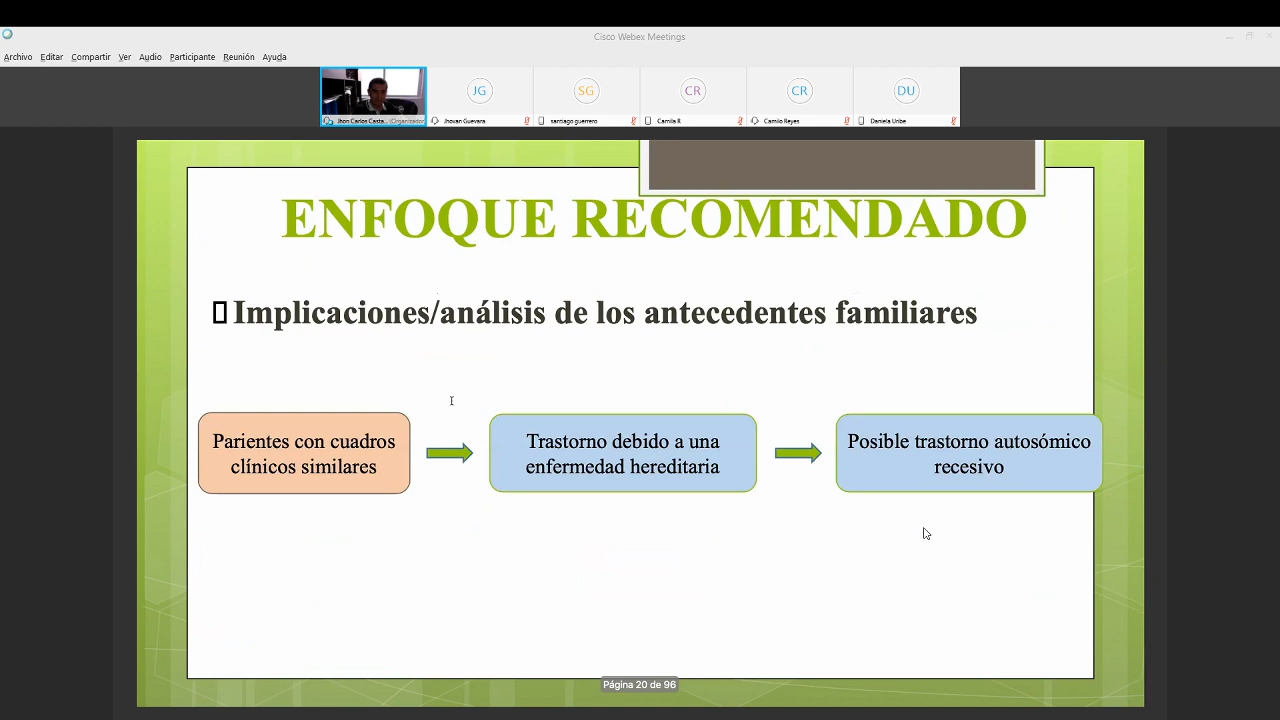 Cisco Webex Meetings
Archivo Editar Compartir Ver Audio Participante Reunión Ayuda
JG SG CR CR DU
Jhon Carlos Casta... (Organizador) Jhovan Guevara santiago guerrero Camila R Camilo Reyes Daniela Uribe
ENFOQUE RECOMENDADO
Implicaciones/análisis de los antecedentes familiares
Parientes con cuadros
clínicos similares
Trastorno debido a una
enfermedad hereditaria
Posible trastorno autosómico
recesivo
Página 20 de 96